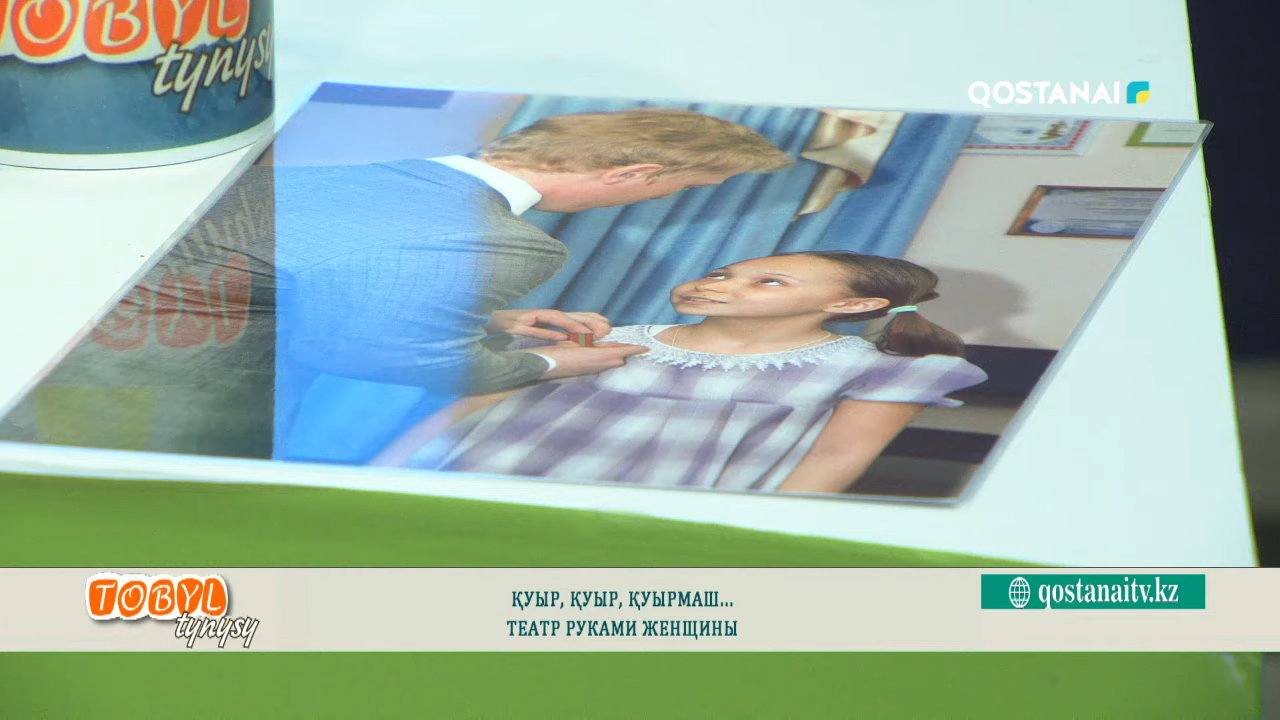 TOBYL
tynysy
QOSTANAI
TOBYL
tynysy
ҚУЫР, ҚУЫР, ҚУЫРМАШ...
ТЕАТР РУКАМИ ЖЕНЩИНЫ
qostanaitv.kz